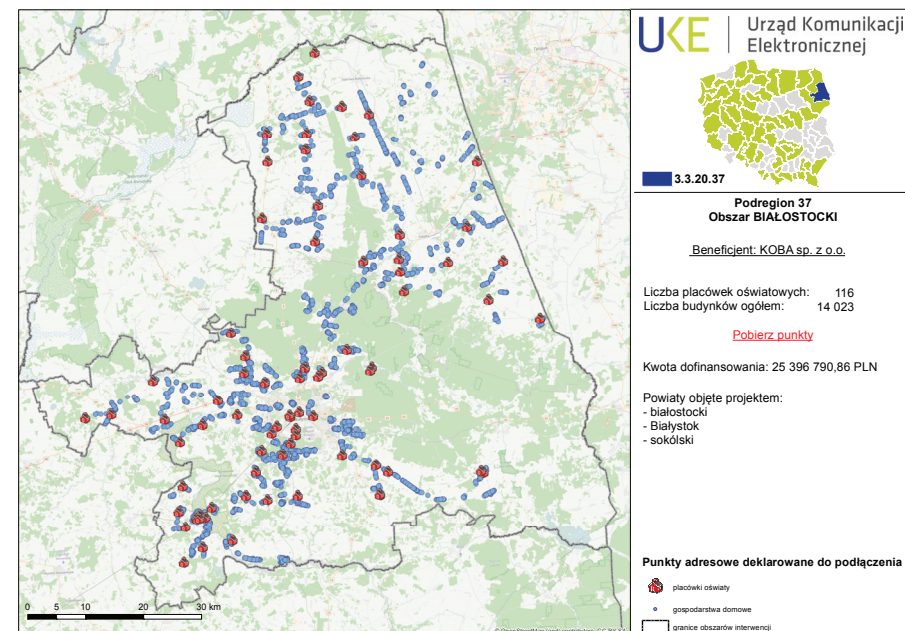 UKE
Urząd Komunikacji
Elektronicznej
3.3.20.37
Podregion 37
Obszar BIAŁOSTOCKI
Beneficjent: KOBA sp. z o.o.
Liczba placówek oświatowych: 116
Liczba budynków ogółem: 14 023
Pobierz punkty
Kwota dofinansowania: 25 396 790,86 PLN
Powiaty objęte projektem:
- białostocki
- Białystok
- sokólski
Punkty adresowe deklarowane do podłączenia
placówki oświaty
gospodarstwa domowe
granice obszarów interwencji
0 5 10 20 30 km